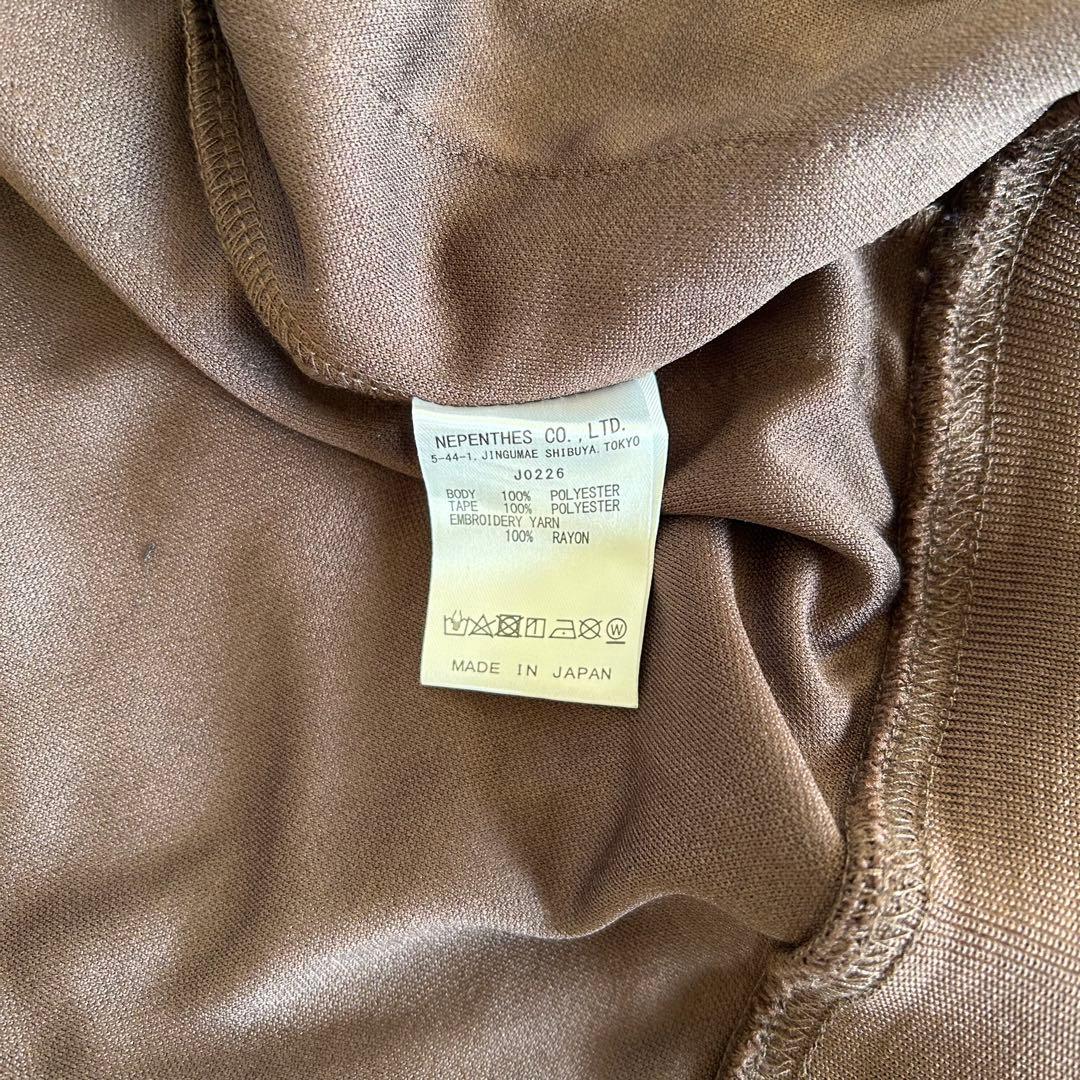 NEPENTHES CO., LTD.
5-44-1, JINGUMAE SHIBUYA, TOKYO
J0226
BODY 100% POLYESTER
TAPE 100% POLYESTER
EMBROIDERY YARN
100% RAYON
W
MADE IN JAPAN